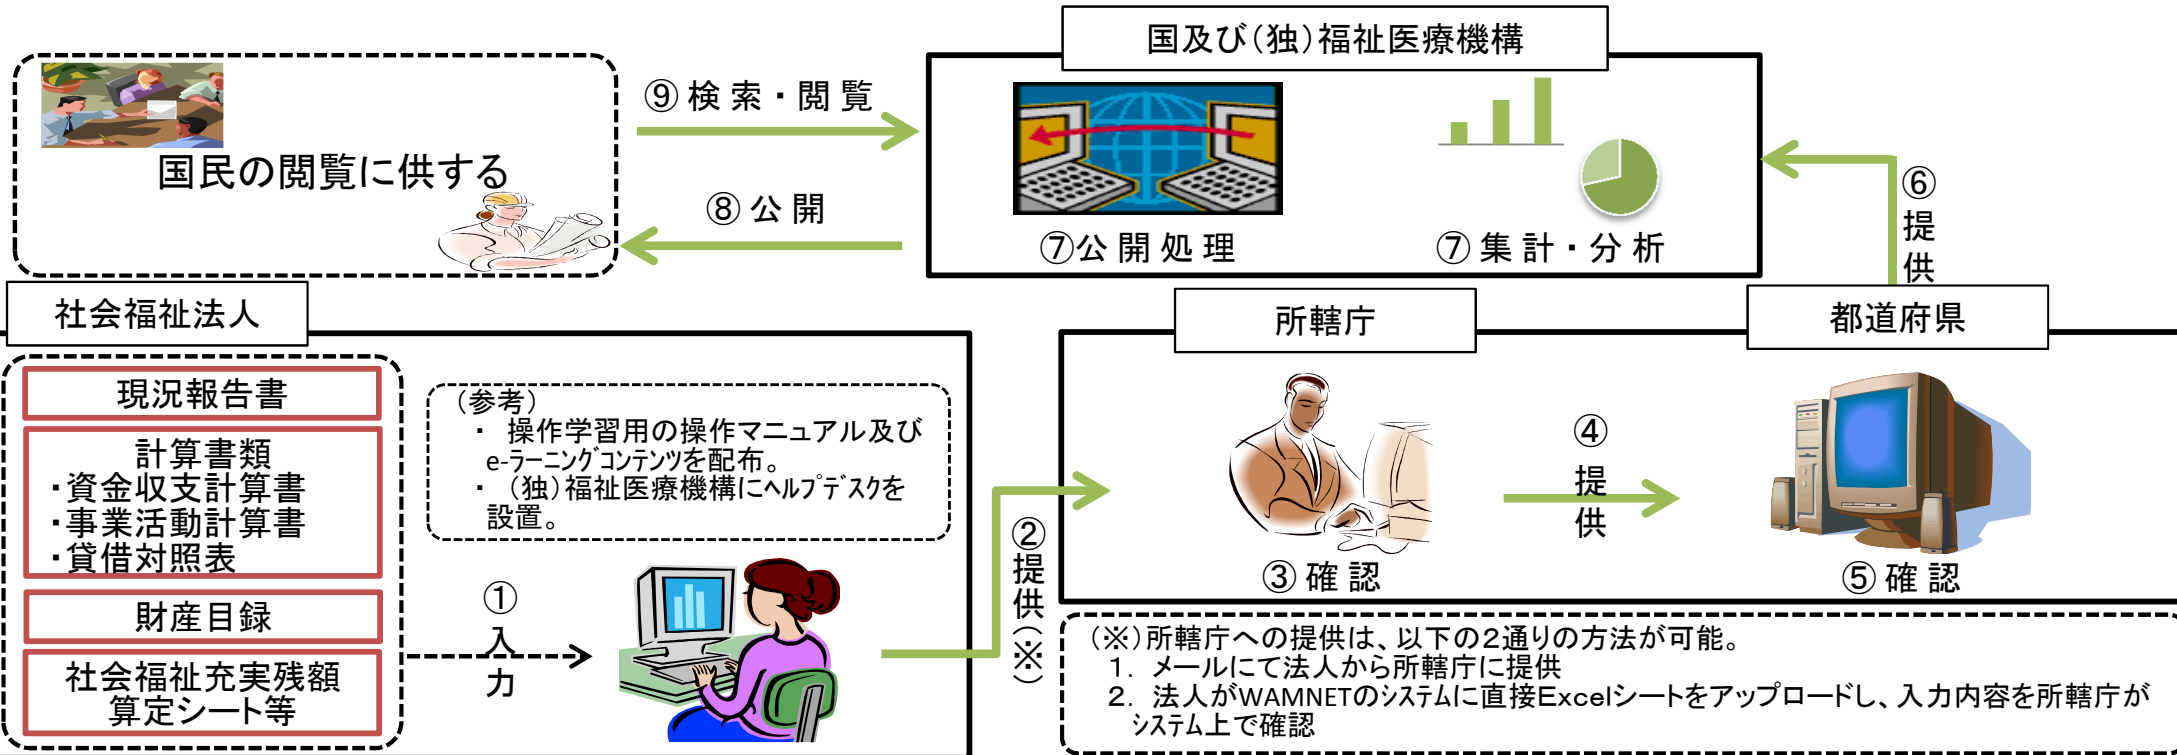 国及び(独)福祉医療機構
⑨検索・閲覧
国民の閲覧に供する
⑧公開
⑦公開処理
⑦集計・分析
⑥
提
供
社会福祉法人
所轄庁
都道府県
現況報告書
計算書類
・資金収支計算書
・事業活動計算書
・貸借対照表
財産目録
社会福祉充実残額
算定シート等
(参考)
・ 操作学習用の操作マニュアル及び
e-ラーニングコンテンツを配布。
・ (独)福祉医療機構にヘルプデスクを
設置。
①
入
力
②
提
供
(※)
③確認
④
提
供
⑤確認
(※)所轄庁への提供は、以下の2通りの方法が可能。
1. メールにて法人から所轄庁に提供
2. 法人がWAMNETのシステムに直接Excelシートをアップロードし、入力内容を所轄庁が
システム上で確認